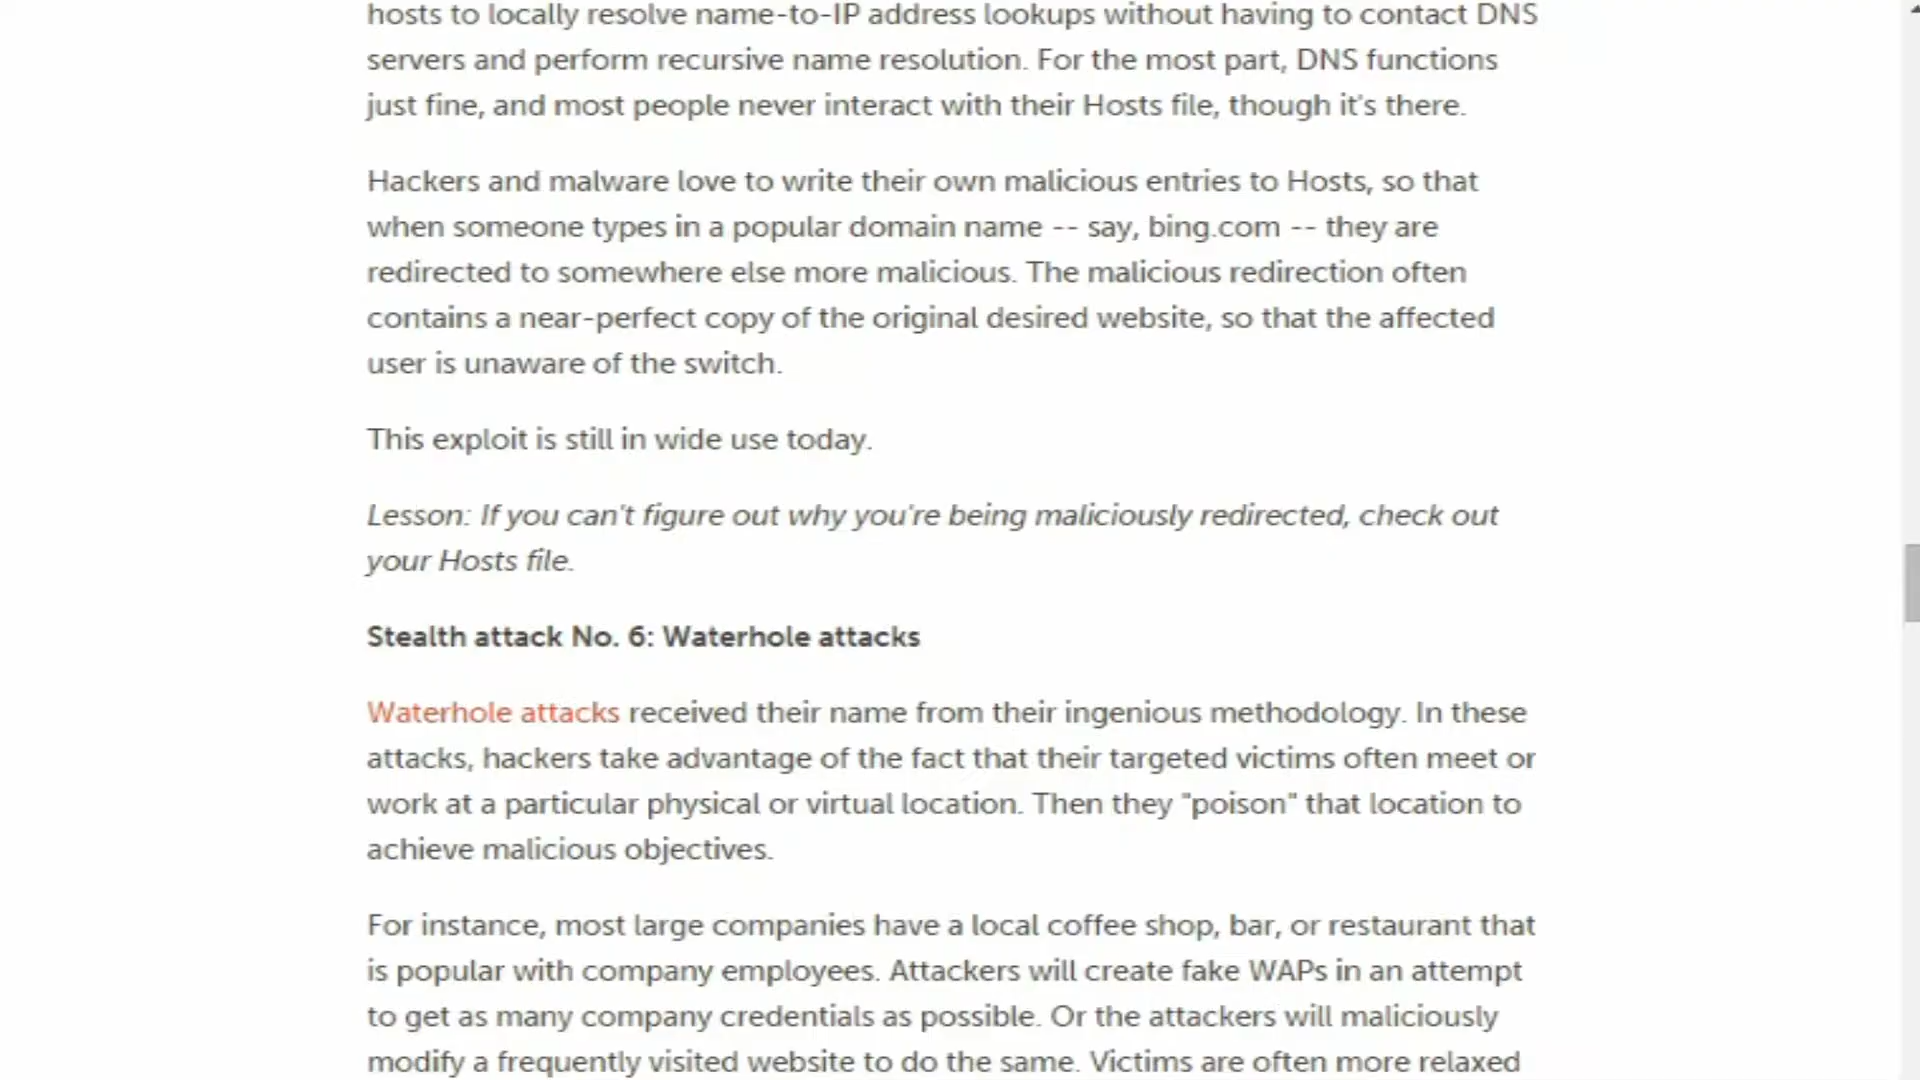 hosts to locally resolve name-to-IP address lookups without having to contact DNS
servers and perform recursive name resolution. For the most part, DNS functions
just fine, and most people never interact with their Hosts file, though it's there.
Hackers and malware love to write their own malicious entries to Hosts, so that
when someone types in a popular domain name -- say, bing.com -- they are
redirected to somewhere else more malicious. The malicious redirection often
contains a near-perfect copy of the original desired website, so that the affected
user is unaware of the switch.
This exploit is still in wide use today.
Lesson: If you can't figure out why you're being maliciously redirected, check out
your Hosts file.
Stealth attack No. 6: Waterhole attacks
Waterhole attacks received their name from their ingenious methodology. In these
attacks, hackers take advantage of the fact that their targeted victims often meet or
work at a particular physical or virtual location. Then they "poison" that location to
achieve malicious objectives.
For instance, most large companies have a local coffee shop, bar, or restaurant that
is popular with company employees. Attackers will create fake WAPs in an attempt
to get as many company credentials as possible. Or the attackers will maliciously
modify a frequently visited website to do the same. Victims are often more relaxed